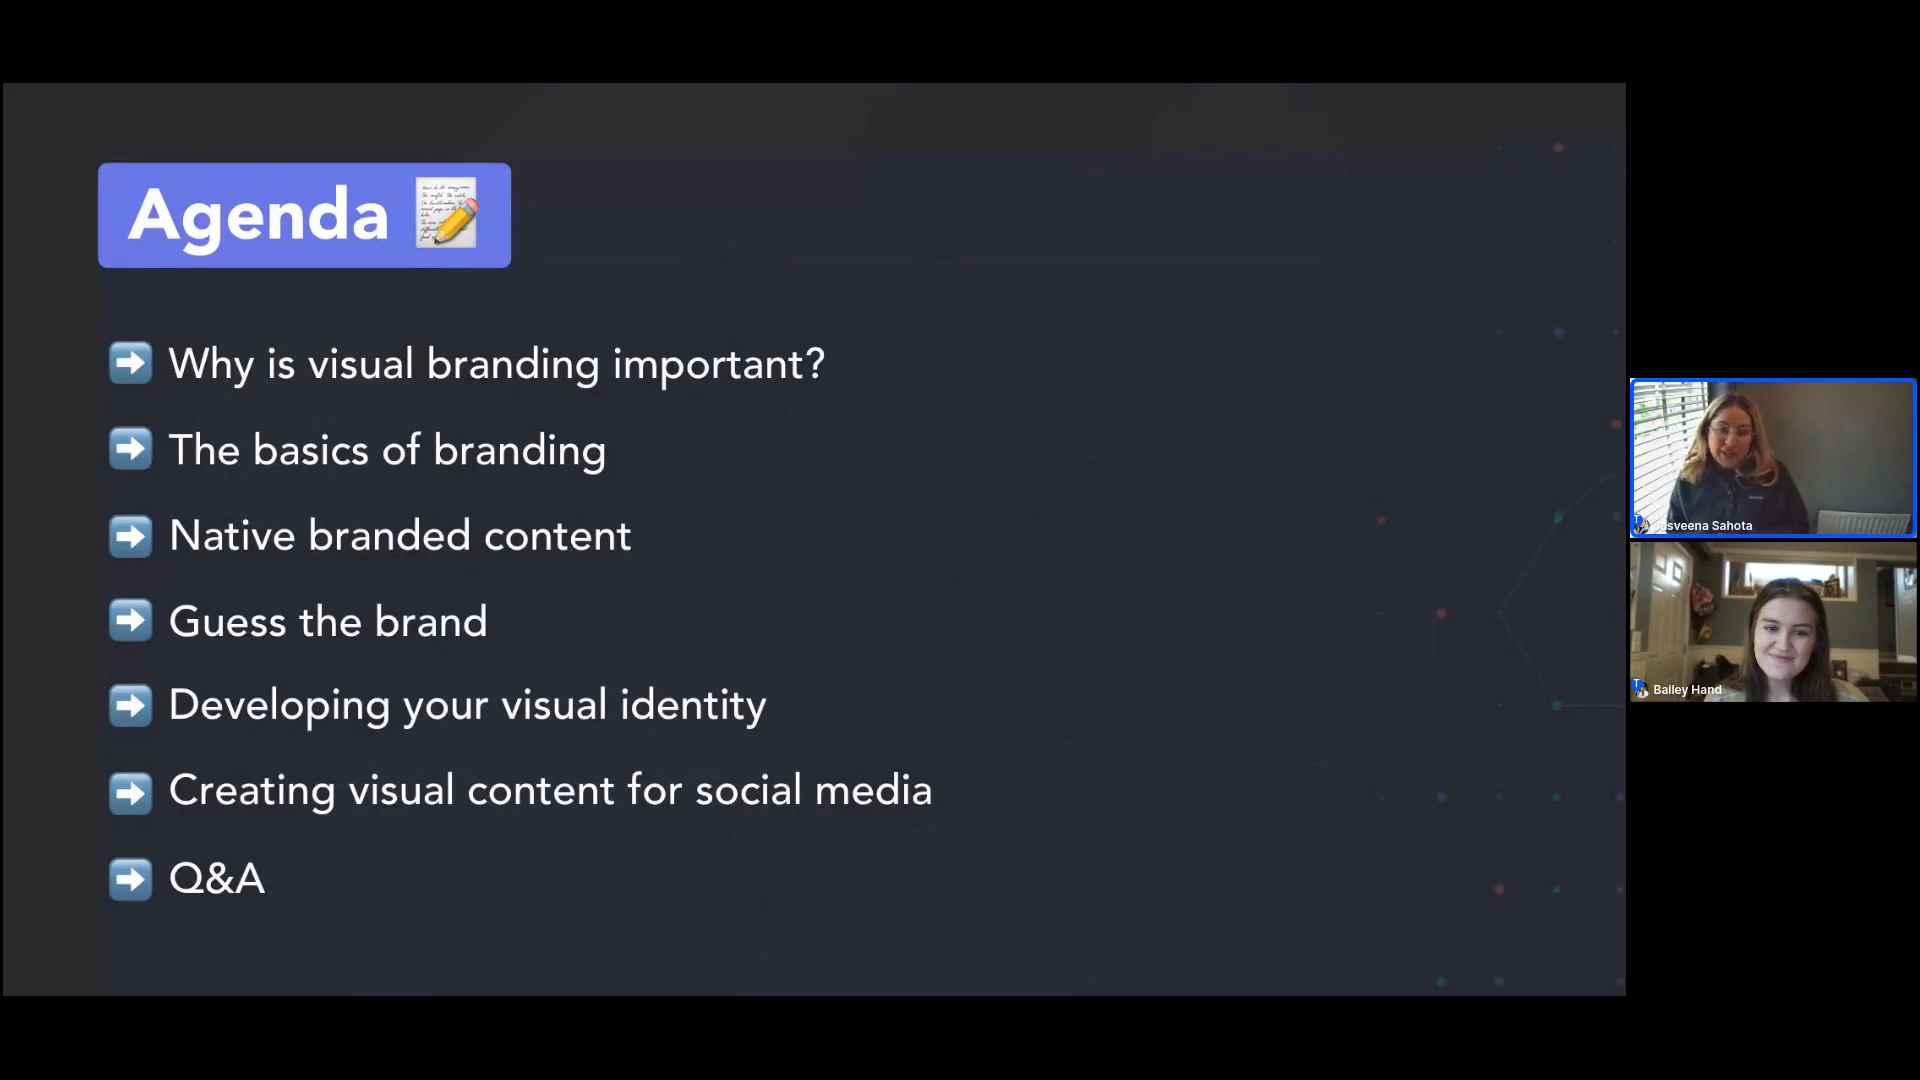 Agenda
Why is visual branding important?
The basics of branding
Native branded content
Guess the brand
Developing your visual identity
Creating visual content for social media
Q&A
Sahota
Bailey Hand